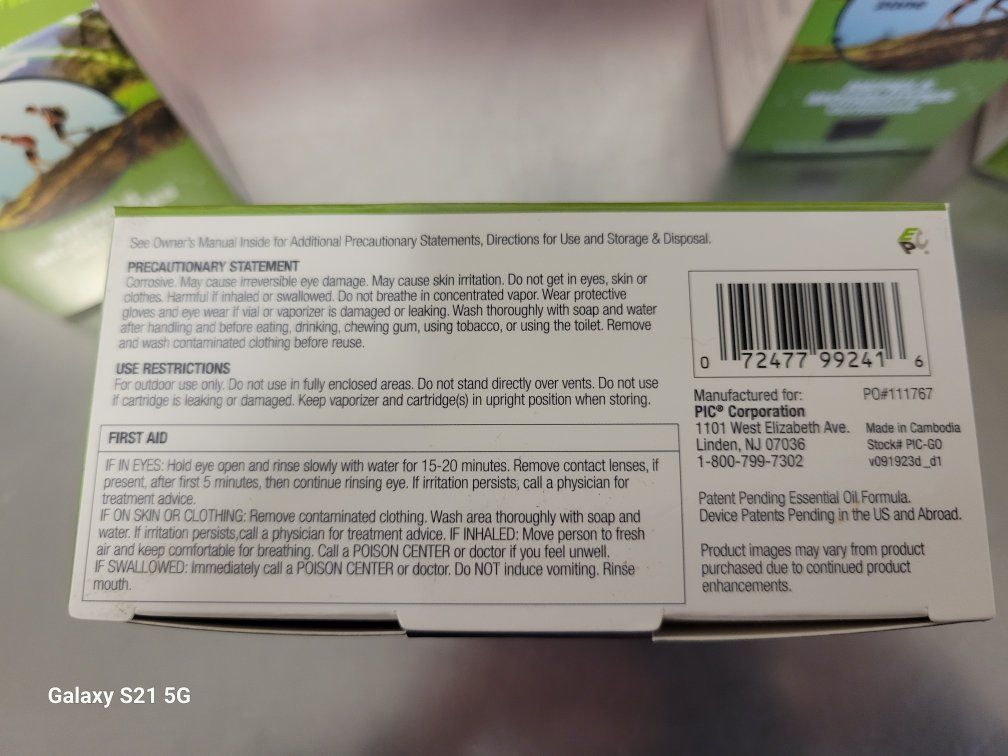 See Owner's Manual Inside for Additional Precautionary Statements, Directions for Use and Storage & Disposal.
PRECAUTIONARY STATEMENT
Corrosive. May cause irreversible eye damage. May cause skin irritation. Do not get in eyes, skin or
clothes. Harmful if inhaled or swallowed. Do not breathe in concentrated vapor. Wear protective
gloves and eye wear if vial or vaporizer is damaged or leaking. Wash thoroughly with soap and water
after handling and before eating, drinking, chewing gum, using tobacco, or using the toilet. Remove
and wash contaminated clothing before reuse.
USE RESTRICTIONS
For outdoor use only. Do not use in fully enclosed areas. Do not stand directly over vents. Do not use
if cartridge is leaking or damaged. Keep vaporizer and cartridge(s) in upright position when storing.
FIRST AID
IF IN EYES: Hold eye open and rinse slowly with water for 15-20 minutes. Remove contact lenses, if
present, after first 5 minutes, then continue rinsing eye. If irritation persists, call a physician for
treatment advice.
IF ON SKIN OR CLOTHING: Remove contaminated clothing. Wash area thoroughly with soap and
water. If irritation persists,call a physician for treatment advice. IF INHALED: Move person to fresh
air and keep comfortable for breathing. Call a POISON CENTER or doctor if you feel unwell.
IF SWALLOWED: Immediately call a POISON CENTER or doctor. Do NOT induce vomiting. Rinse
mouth.
0 72477 99241 6
Manufactured for: PO#111767
PIC® Corporation
1101 West Elizabeth Ave. Made in Cambodia
Linden, NJ 07036 Stock# PIC-GO
1-800-799-7302 v091923d_d1
Patent Pending Essential Oil Formula.
Device Patents Pending in the US and Abroad.
Product images may vary from product
purchased due to continued product
enhancements.
Galaxy S21 5G